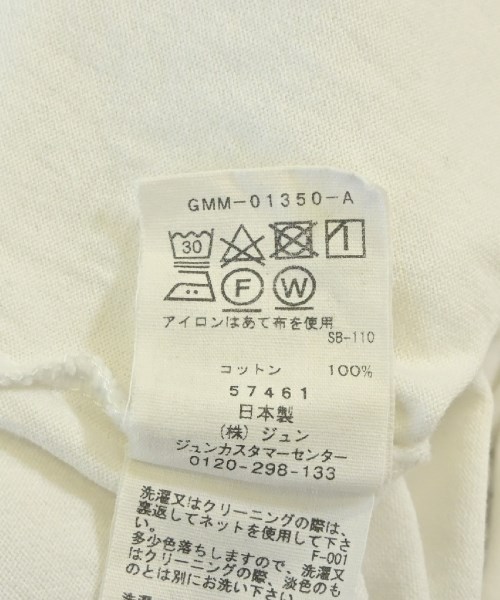 GMM-01350-A
30
F W
アイロンはあて布を使用
SB-110
コットン 100%
57461
日本製
(株) ジュン
ジュンカスタマーセンター
0120-298-133
洗濯又はクリーニングの際は、
裏返してネットを使用して下さ
い。 F-001
多少色落ちしますので、洗濯又
はクリーニングの際、淡色のも
のとは別にお洗い下さい。
洗濯